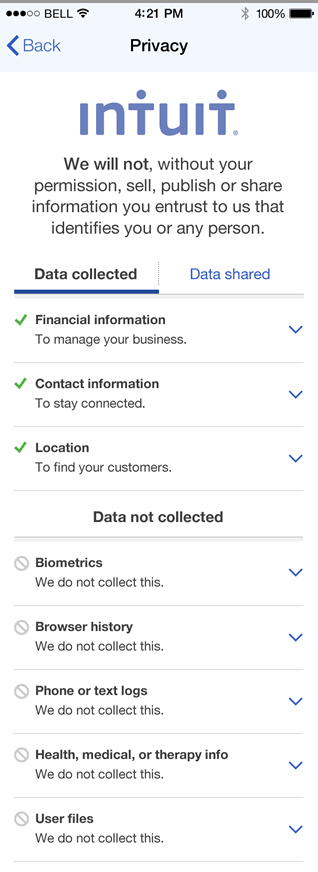 BELL 4:21 PM 100%
Back Privacy
intuit.
We will not, without your
permission, sell, publish or share
information you entrust to us that
identifies you or any person.
Data collected Data shared
Financial information
To manage your business.
Contact information
To stay connected.
Location
To find your customers.
Data not collected
Biometrics
We do not collect this.
Browser history
We do not collect this.
Phone or text logs
We do not collect this.
Health, medical, or therapy info
We do not collect this.
User files
We do not collect this.